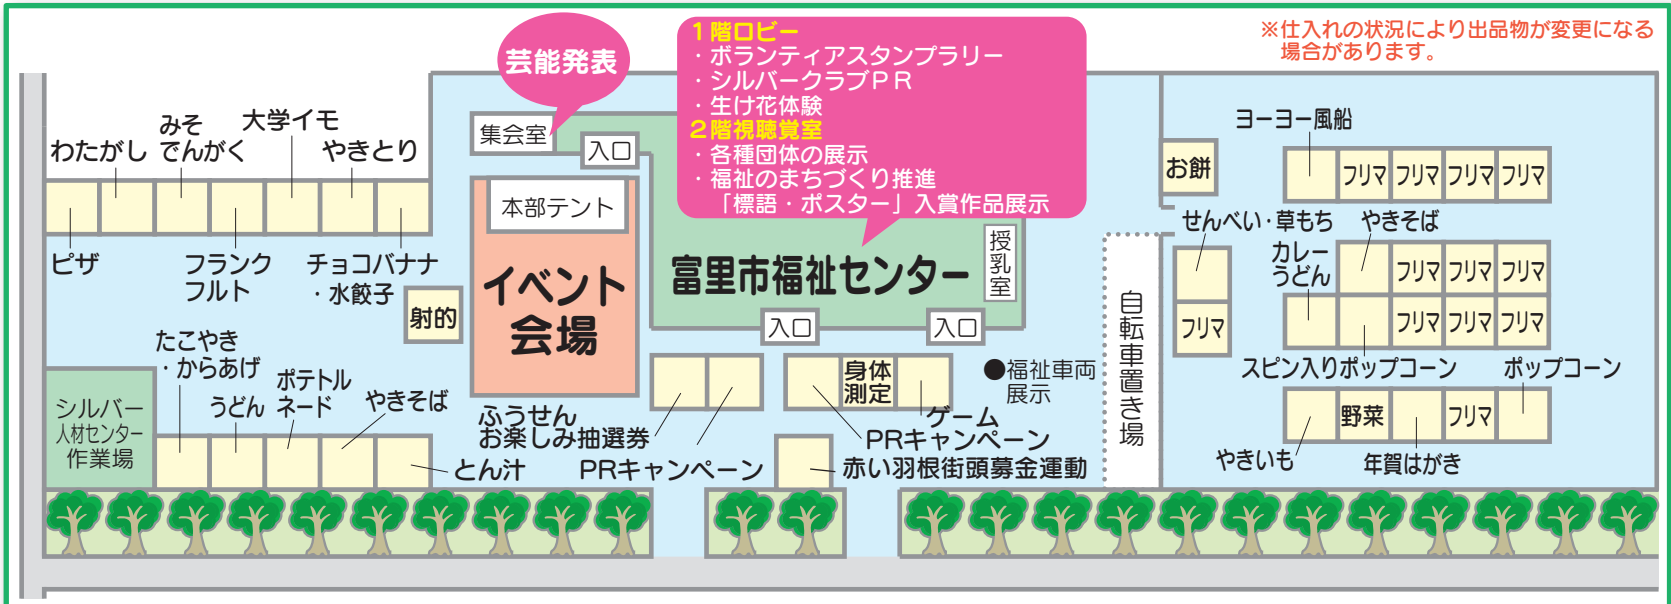 ※仕入れの状況により出品物が変更になる
場合があります。
芸能発表
1階ロビー
・ボランティアスタンプラリー
・シルバークラブPR
・生け花体験
2階視聴覚室
・各種団体の展示
・福祉のまちづくり推進
「標語・ポスター」入賞作品展示
集会室
入口
わたがし
みそ
でんがく
大学イモ
やきとり
ピザ
フランク
フルト
チョコバナナ
・水餃子
射的
本部テント
イベント
会場
富里市福祉センター
授乳室
入口
入口
たこやき
・からあげ
うどん
ポテトル
ネード
やきそば
とん汁
シルバー
人材センター
作業場
ふうせん
お楽しみ抽選券
PRキャンペーン
身体
測定
ゲーム
PRキャンペーン
赤い羽根街頭募金運動
●福祉車両
展示
自転車置き場
お餅
せんべい・草もち
フリマ
ヨーヨー風船
フリマ フリマ フリマ フリマ
やきそば
カレー
うどん
フリマ フリマ フリマ
フリマ フリマ フリマ
スピン入りポップコーン
ポップコーン
野菜
フリマ
やきいも
年賀はがき